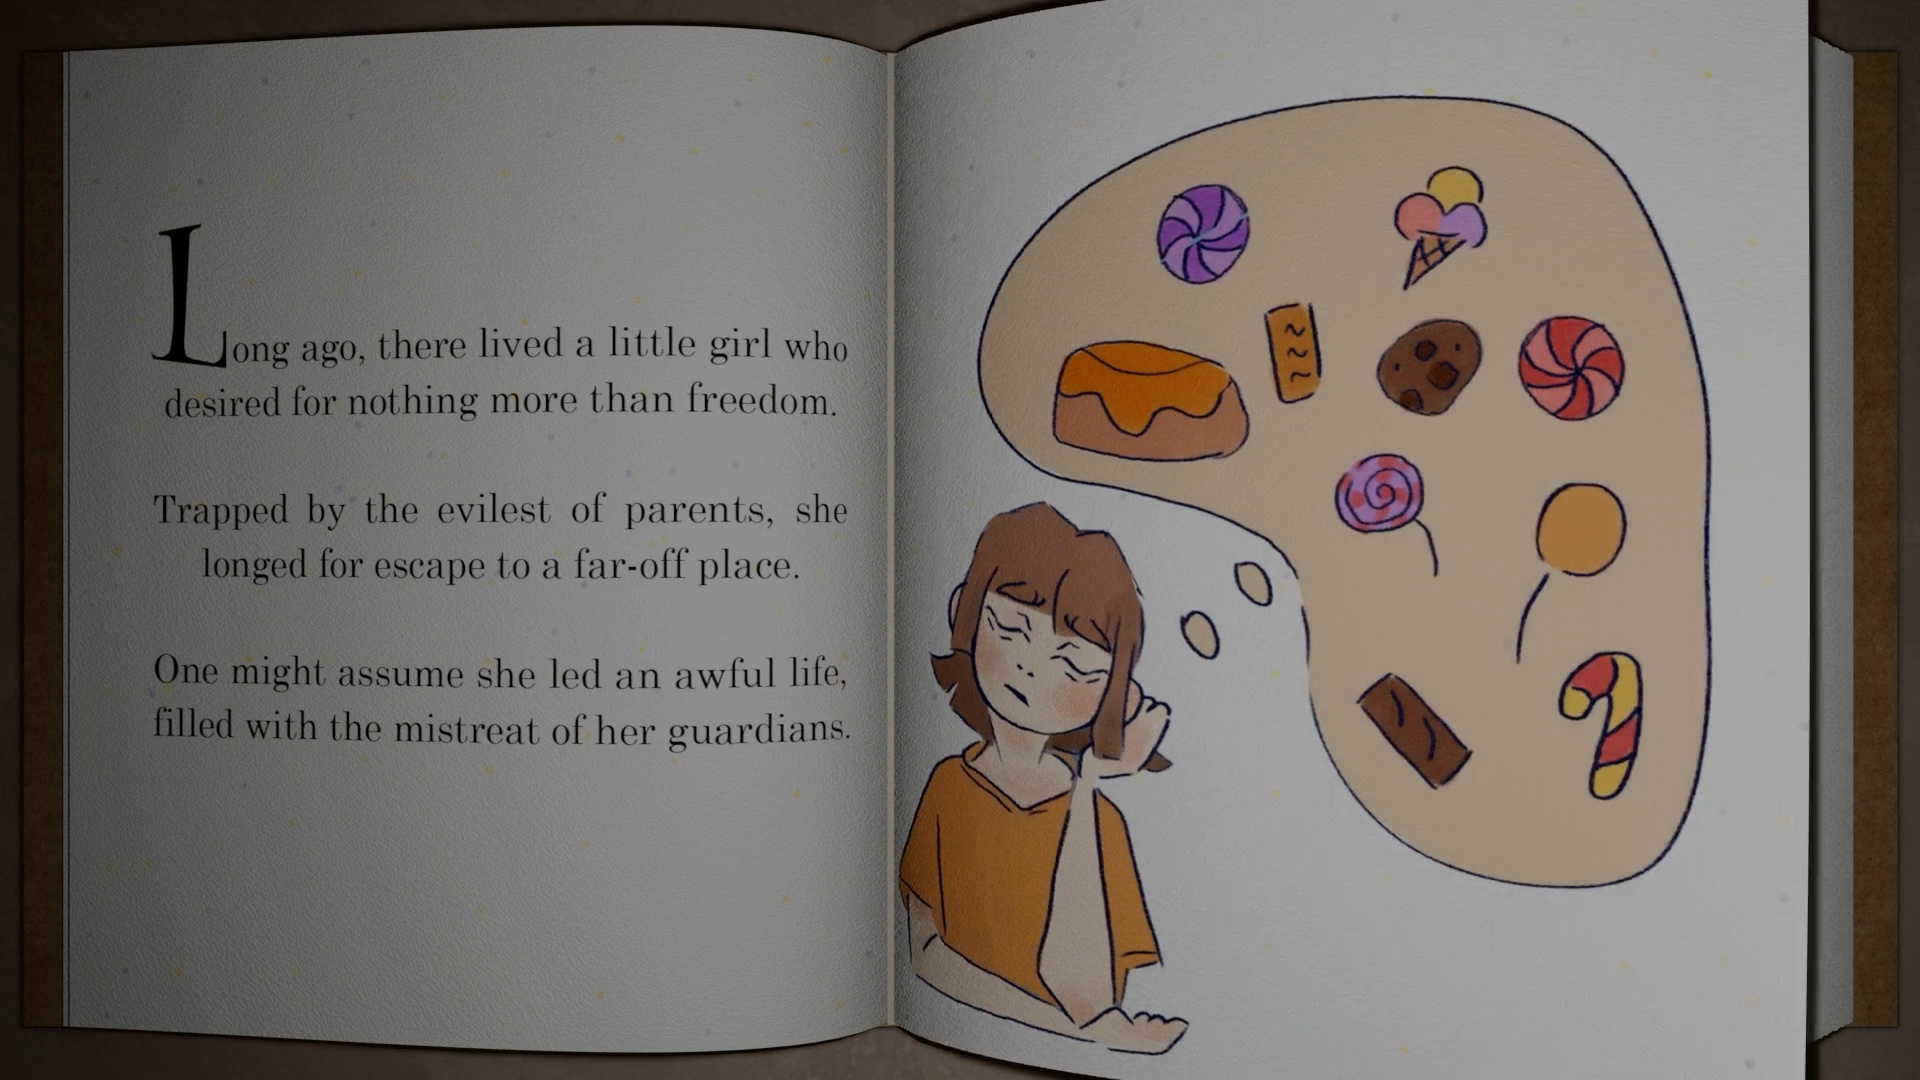 Long ago, there lived a little girl who
desired for nothing more than freedom.
Trapped by the evilest of parents, she
longed for escape to a far-off place.
One might assume she led an awful life,
filled with the mistreat of her guardians.